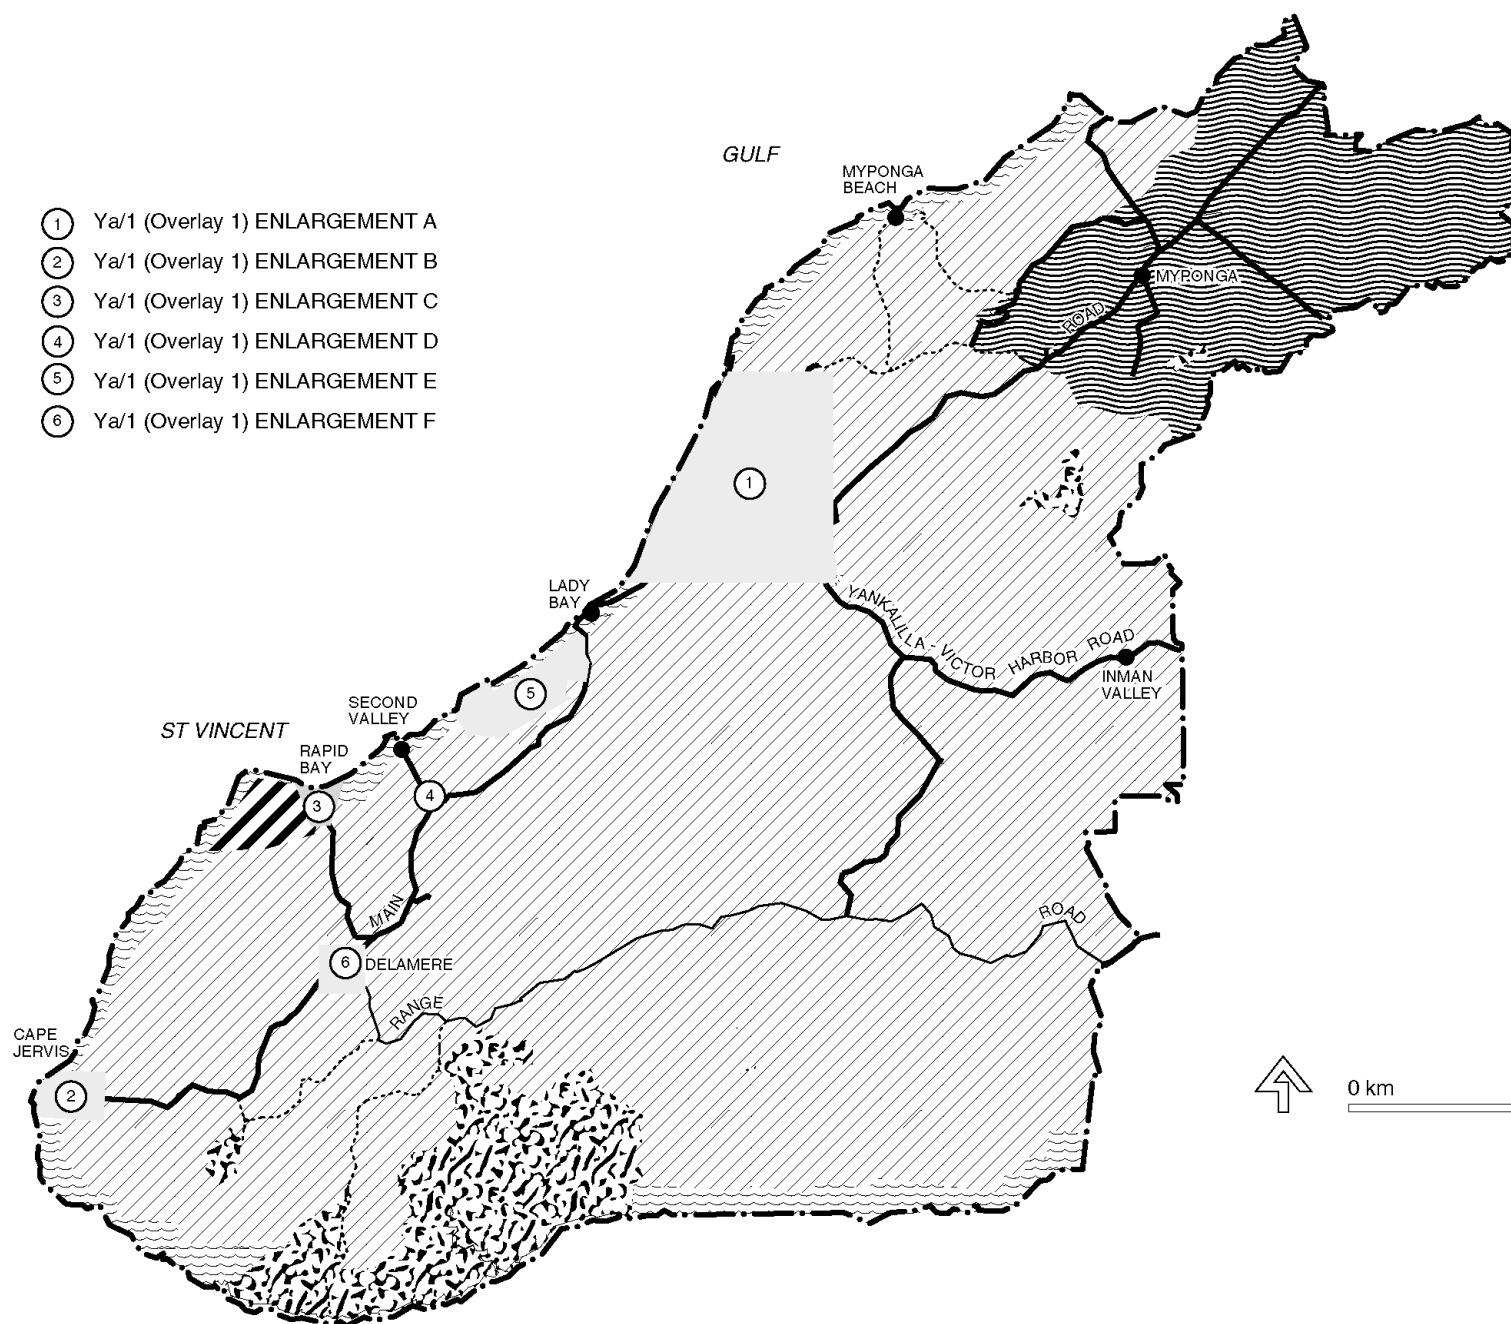 GULF
MYPONGA
BEACH
1 Ya/1 (Overlay 1) ENLARGEMENT A
2 Ya/1 (Overlay 1) ENLARGEMENT B
3 Ya/1 (Overlay 1) ENLARGEMENT C
4 Ya/1 (Overlay 1) ENLARGEMENT D
5 Ya/1 (Overlay 1) ENLARGEMENT E
6 Ya/1 (Overlay 1) ENLARGEMENT F
MYPONGA
ROAD
1
LADY
BAY
YANKALILLA - VICTOR HARBOR ROAD
INMAN
VALLEY
5
SECOND
VALLEY
ST VINCENT
RAPID
BAY
3
4
MAIN
ROAD
6
DELAMERE
RANGE
CAPE
JERVIS
2
0 km